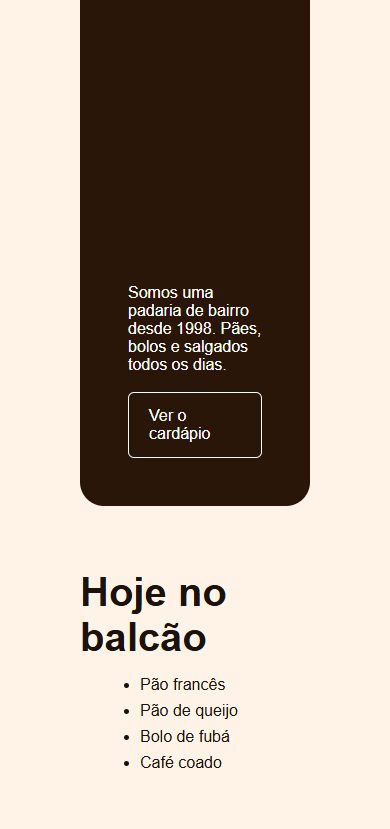 Somos uma
padaria de bairro
desde 1998. Pães,
bolos e salgados
todos os dias.
Ver o
cardápio
Hoje no
balcão
Pão francês
Pão de queijo
Bolo de fubá
Café coado